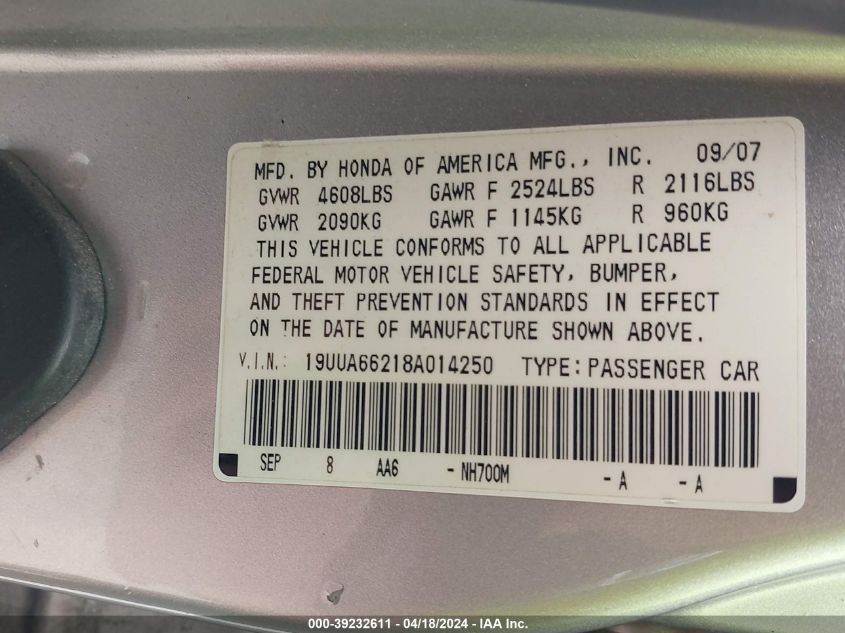 MFD. BY HONDA OF AMERICA MFG., INC. 09/07
GVWR 4608LBS GAWR F 2524LBS R 2116LBS
GVWR 2090KG GAWR F 1145KG R 960KG
THIS VEHICLE CONFORMS TO ALL APPLICABLE
FEDERAL MOTOR VEHICLE SAFETY, BUMPER,
AND THEFT PREVENTION STANDARDS IN EFFECT
ON THE DATE OF MANUFACTURE SHOWN ABOVE.
V.I.N.: 19UUA66218A014250 TYPE: PASSENGER CAR
SEP 8 AA6 - NH700M - A - A
000-39232611 - 04/18/2024 - IAA Inc.